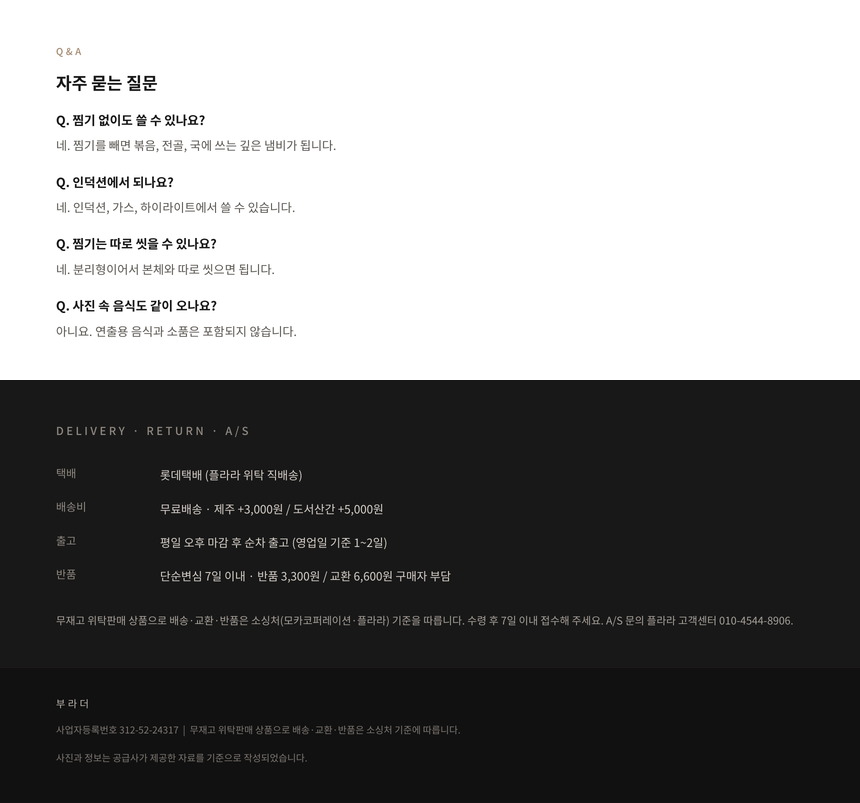 Q & A
자주 묻는 질문
Q. 찜기 없이도 쓸 수 있나요?
네. 찜기를 빼면 볶음, 전골, 국에 쓰는 깊은 냄비가 됩니다.
Q. 인덕션에서 되나요?
네. 인덕션, 가스, 하이라이트에서 쓸 수 있습니다.
Q. 찜기는 따로 씻을 수 있나요?
네. 분리형이어서 본체와 따로 씻으면 됩니다.
Q. 사진 속 음식도 같이 오나요?
아니요. 연출용 음식과 소품은 포함되지 않습니다.
DELIVERY · RETURN · A/S
택배 롯데택배 (플라라 위탁 직배송)
배송비 무료배송 · 제주 +3,000원 / 도서산간 +5,000원
출고 평일 오후 마감 후 순차 출고 (영업일 기준 1~2일)
반품 단순변심 7일 이내 · 반품 3,300원 / 교환 6,600원 구매자 부담
무재고 위탁판매 상품으로 배송·교환·반품은 소싱처(모카코퍼레이션·플라라) 기준을 따릅니다. 수령 후 7일 이내 접수해 주세요. A/S 문의 플라라 고객센터 010-4544-8906.
부라더
사업자등록번호 312-52-24317 | 무재고 위탁판매 상품으로 배송·교환·반품은 소싱처 기준에 따릅니다.
사진과 정보는 공급사가 제공한 자료를 기준으로 작성되었습니다.